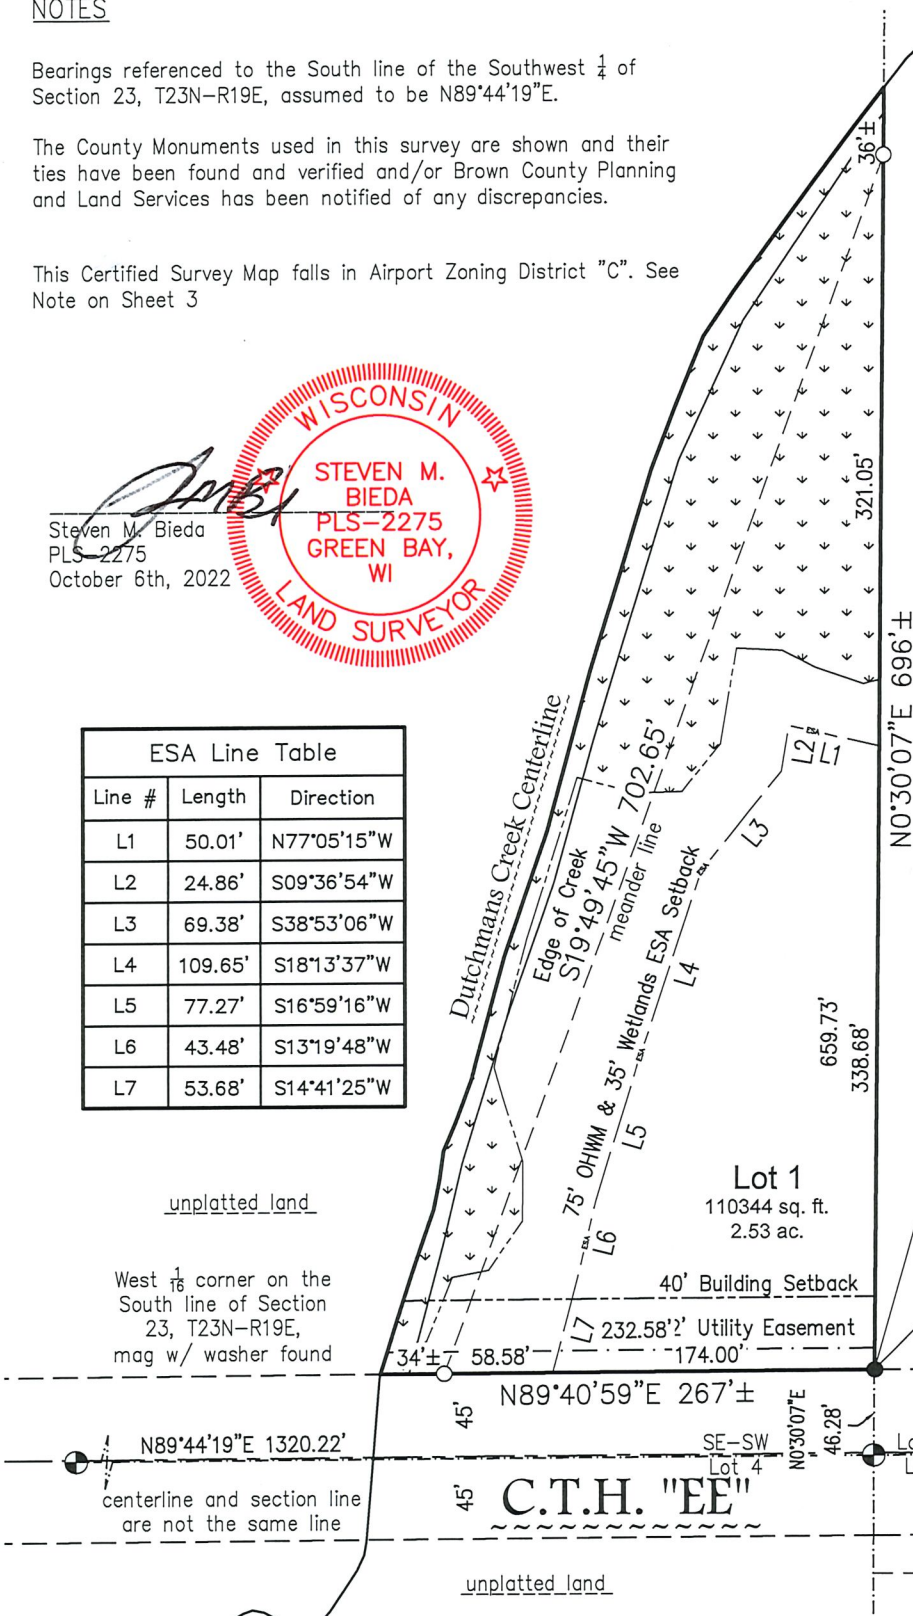 NOTES
Bearings referenced to the South line of the Southwest 1/4 of
Section 23, T23N-R19E, assumed to be N89°44'19"E.
The County Monuments used in this survey are shown and their
ties have been found and verified and/or Brown County Planning
and Land Services has been notified of any discrepancies.
This Certified Survey Map falls in Airport Zoning District "C". See
Note on Sheet 3
WISCONSIN
STEVEN M.
BIEDA
PLS-2275
GREEN BAY,
WI
LAND SURVEYOR
Steven M. Bieda
PLS-2275
October 6th, 2022
ESA Line Table
Line # Length Direction
L1 50.01' N77°05'15"W
L2 24.86' S09°36'54"W
L3 69.38' S38°53'06"W
L4 109.65' S18°13'37"W
L5 77.27' S16°59'16"W
L6 43.48' S13°19'48"W
L7 53.68' S14°41'25"W
36'±
321.05'
N0°30'07"E 696'±
Dutchmans Creek Centerline
Edge of Creek
S19°49'45"W 702.65'
meander line
75' OHWM & 35' Wetlands ESA Setback
ESA
L2
L1
L3
ESA
L4
ESA
L5
ESA
L6
659.73'
338.68'
Lot 1
110344 sq. ft.
2.53 ac.
unplatted land
West 1/16 corner on the
South line of Section
23, T23N-R19E,
mag w/ washer found
40' Building Setback
L7 232.58' 2' Utility Easement
34'± 58.58' 174.00'
N89°40'59"E 267'±
45'
N89°44'19"E 1320.22'
SE-SW
Lot 4
N0°30'07"E
46.28'
centerline and section line
are not the same line
45'
C.T.H. "EE"
unplatted land